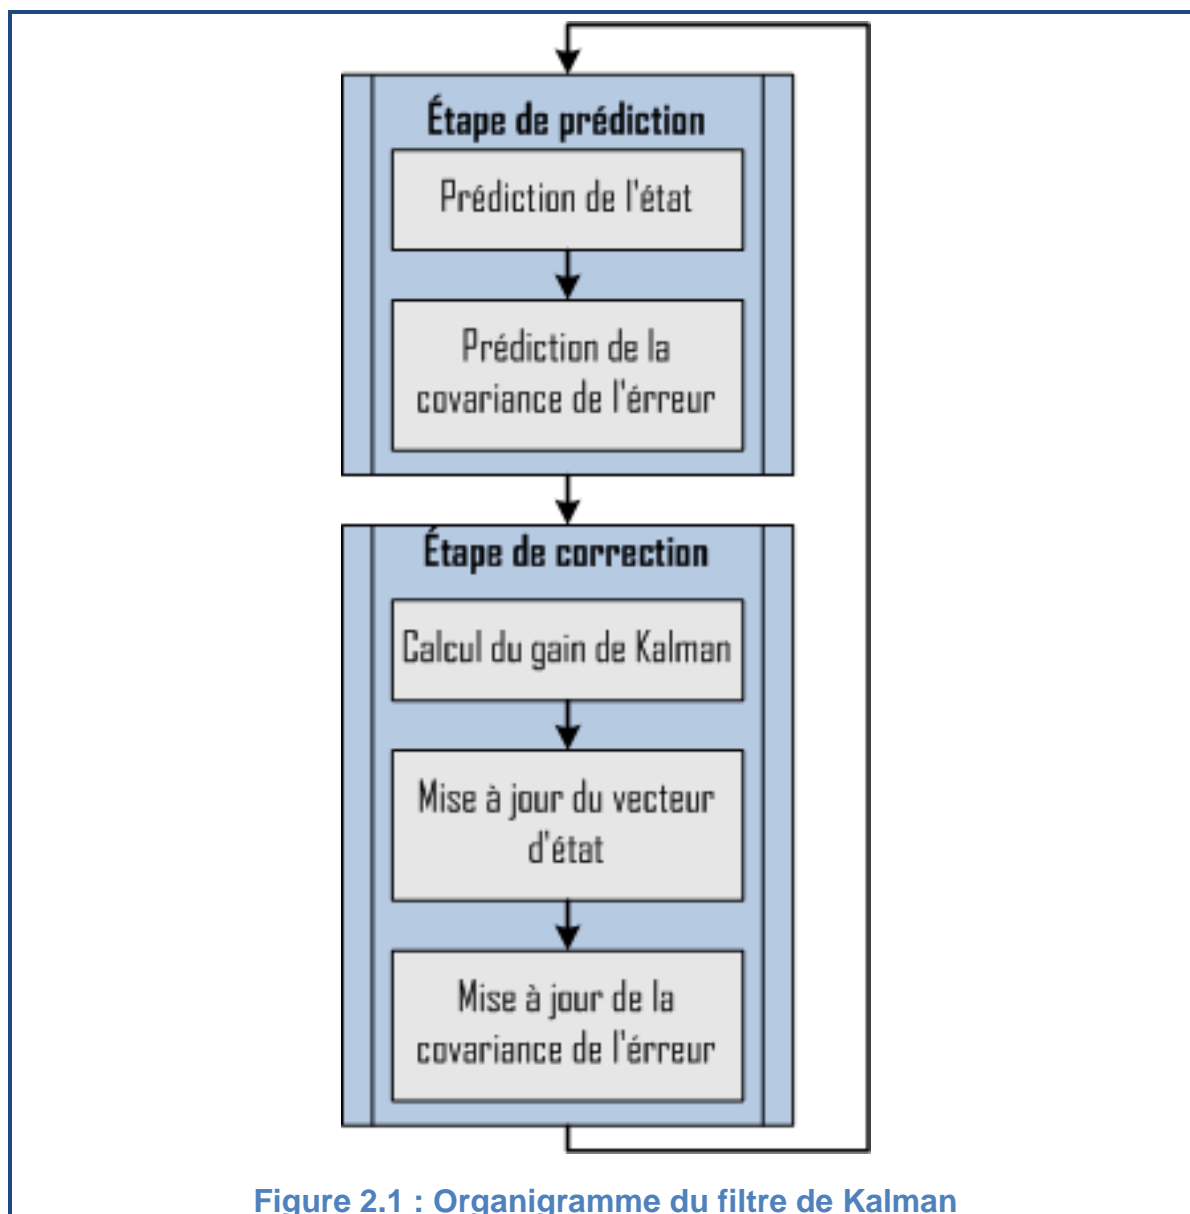 Étape de prédiction
Prédiction de l'état
Prédiction de la
covariance de l'érreur
Étape de correction
Calcul du gain de Kalman
Mise à jour du vecteur
d'état
Mise à jour de la
covariance de l'érreur
Figure 2.1 : Organigramme du filtre de Kalman